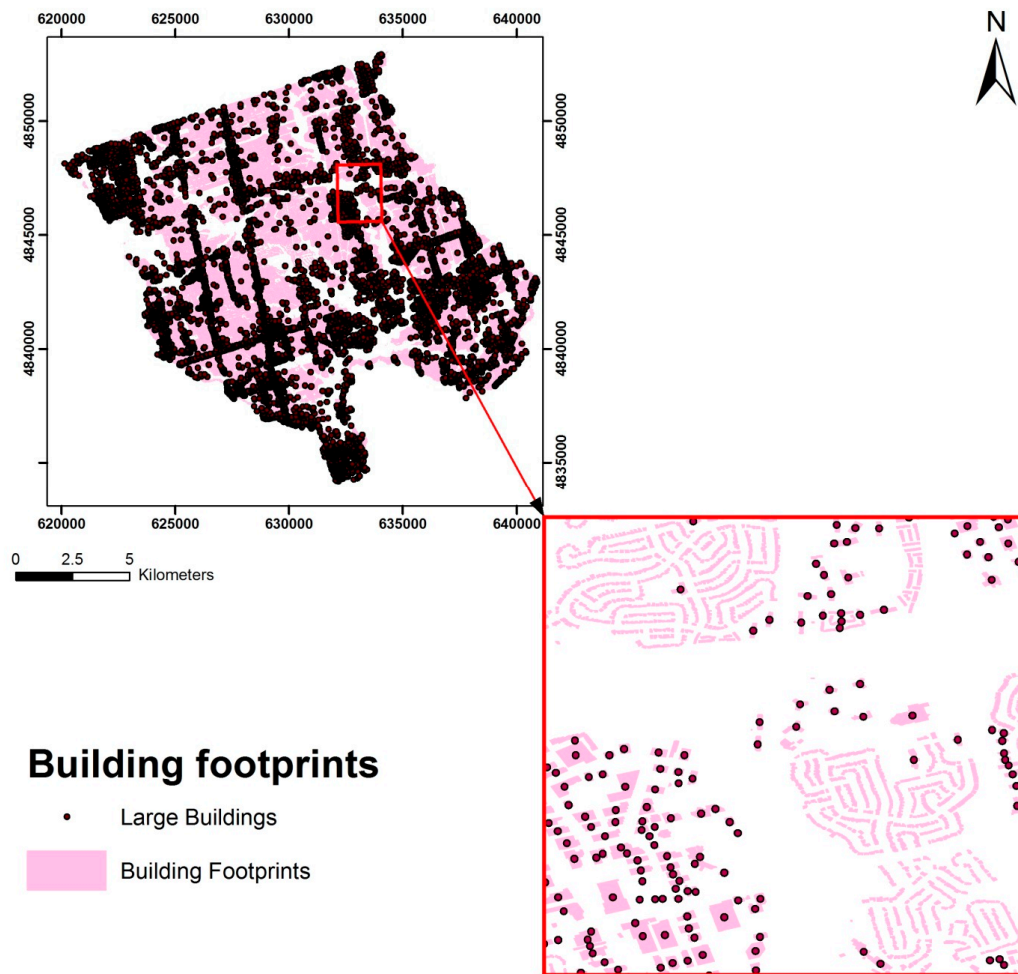 620000 625000 630000 635000 640000
N
4850000 4850000
4845000 4845000
4840000 4840000
4835000
620000 625000 630000 635000 640000
0 2.5 5
Kilometers
Building footprints
Large Buildings
Building Footprints